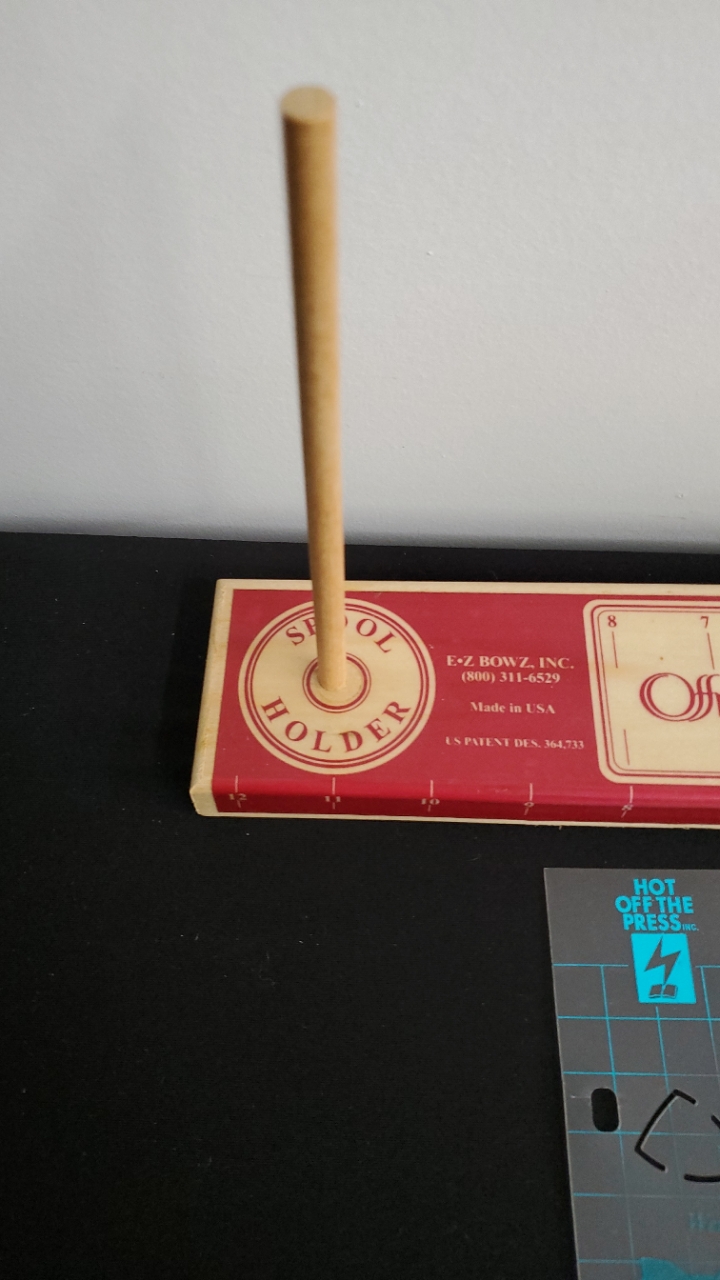 SPOOL
HOLDER
E•Z BOWZ, INC.
(800) 311-6529
Made in USA
US PATENT DES. 364,733
8 7
Offi
12 11 10 9 8
HOT
OFF THE
PRESS INC.